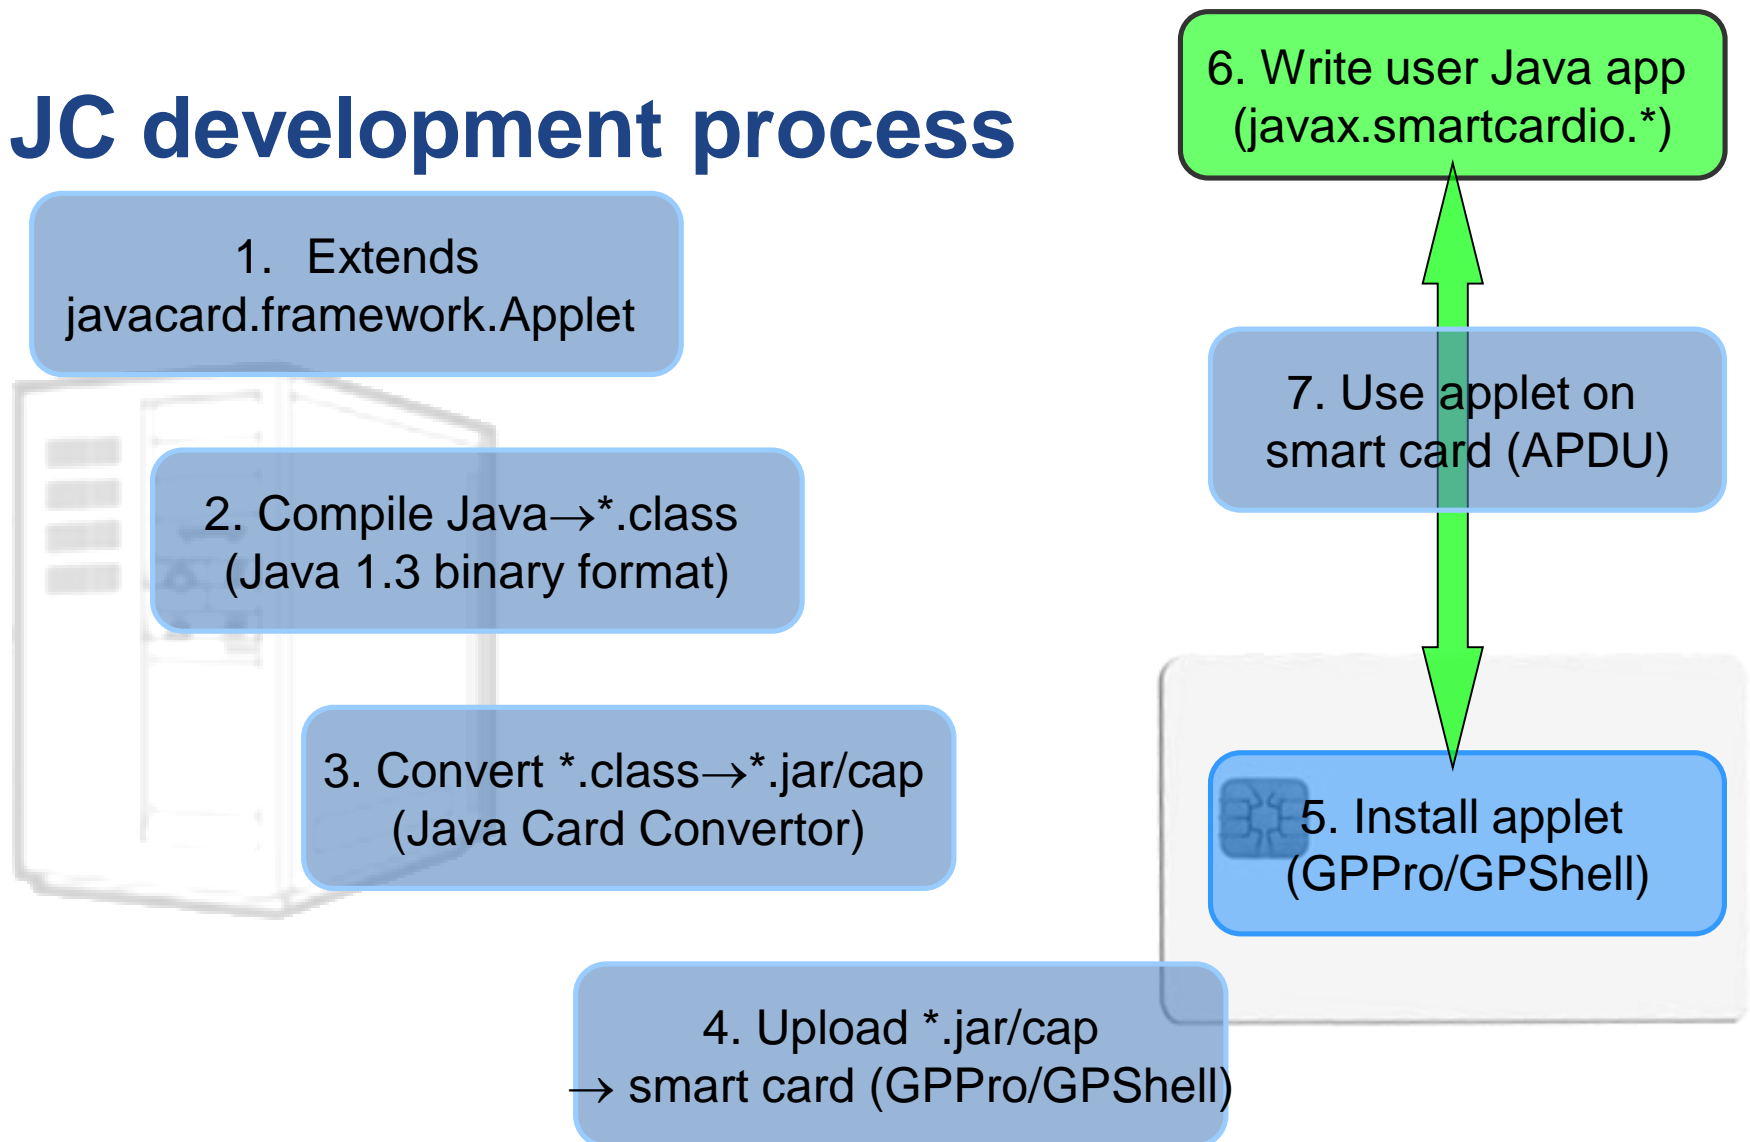 JC development process
1. Extends
javacard.framework.Applet
2. Compile Java→*.class
(Java 1.3 binary format)
3. Convert *.class→*.jar/cap
(Java Card Convertor)
4. Upload *.jar/cap
→ smart card (GPPro/GPShell)
5. Install applet
(GPPro/GPShell)
6. Write user Java app
(javax.smartcardio.*)
7. Use applet on
smart card (APDU)